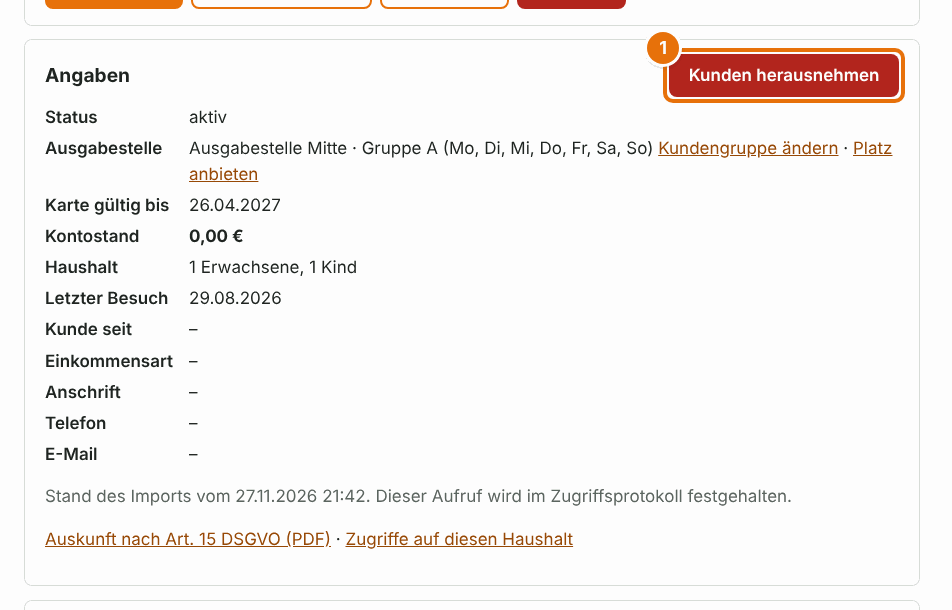 1
Angaben
Kunden herausnehmen
Status aktiv
Ausgabestelle Ausgabestelle Mitte · Gruppe A (Mo, Di, Mi, Do, Fr, Sa, So) Kundengruppe ändern · Platz
anbieten
Karte gültig bis 26.04.2027
Kontostand 0,00 €
Haushalt 1 Erwachsene, 1 Kind
Letzter Besuch 29.08.2026
Kunde seit –
Einkommensart –
Anschrift –
Telefon –
E-Mail –
Stand des Imports vom 27.11.2026 21:42. Dieser Aufruf wird im Zugriffsprotokoll festgehalten.
Auskunft nach Art. 15 DSGVO (PDF) · Zugriffe auf diesen Haushalt